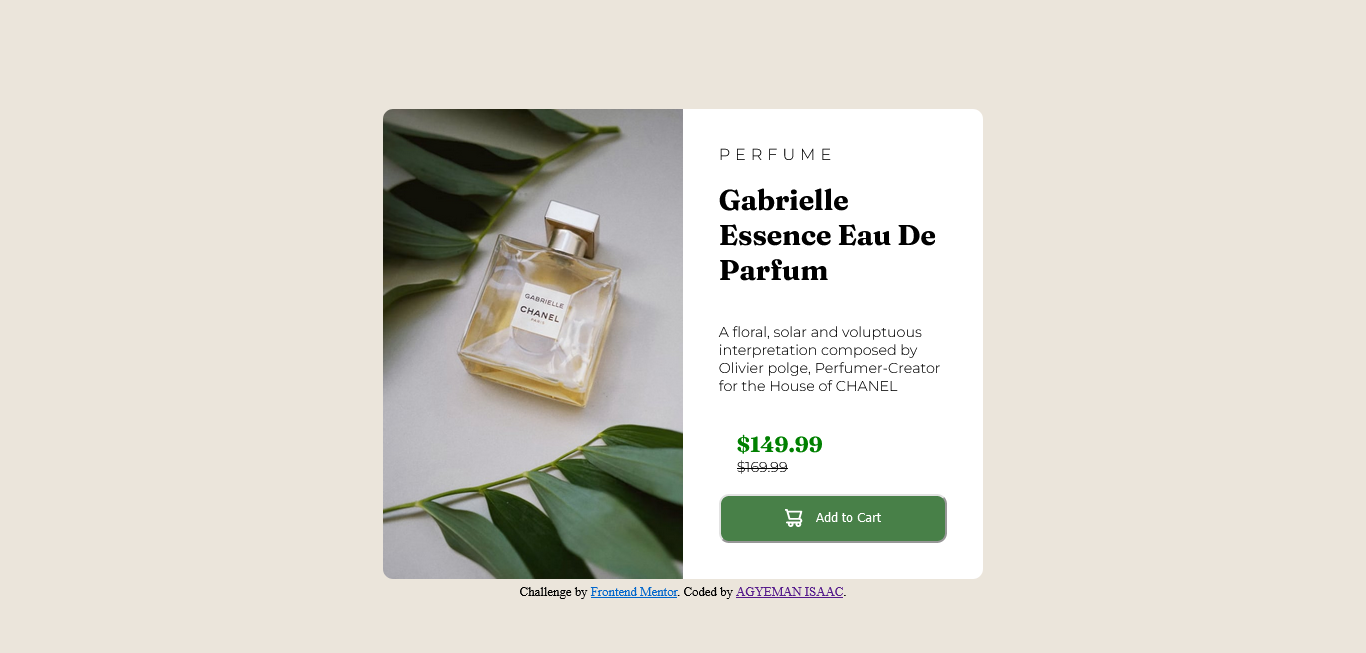 PERFUME
Gabrielle
Essence Eau De
Parfum
A floral, solar and voluptuous
interpretation composed by
Olivier polge, Perfumer-Creator
for the House of CHANEL
$149.99
$169.99
Add to Cart
GABRIELLE
CHANEL
PARIS
Challenge by Frontend Mentor. Coded by AGYEMAN ISAAC.